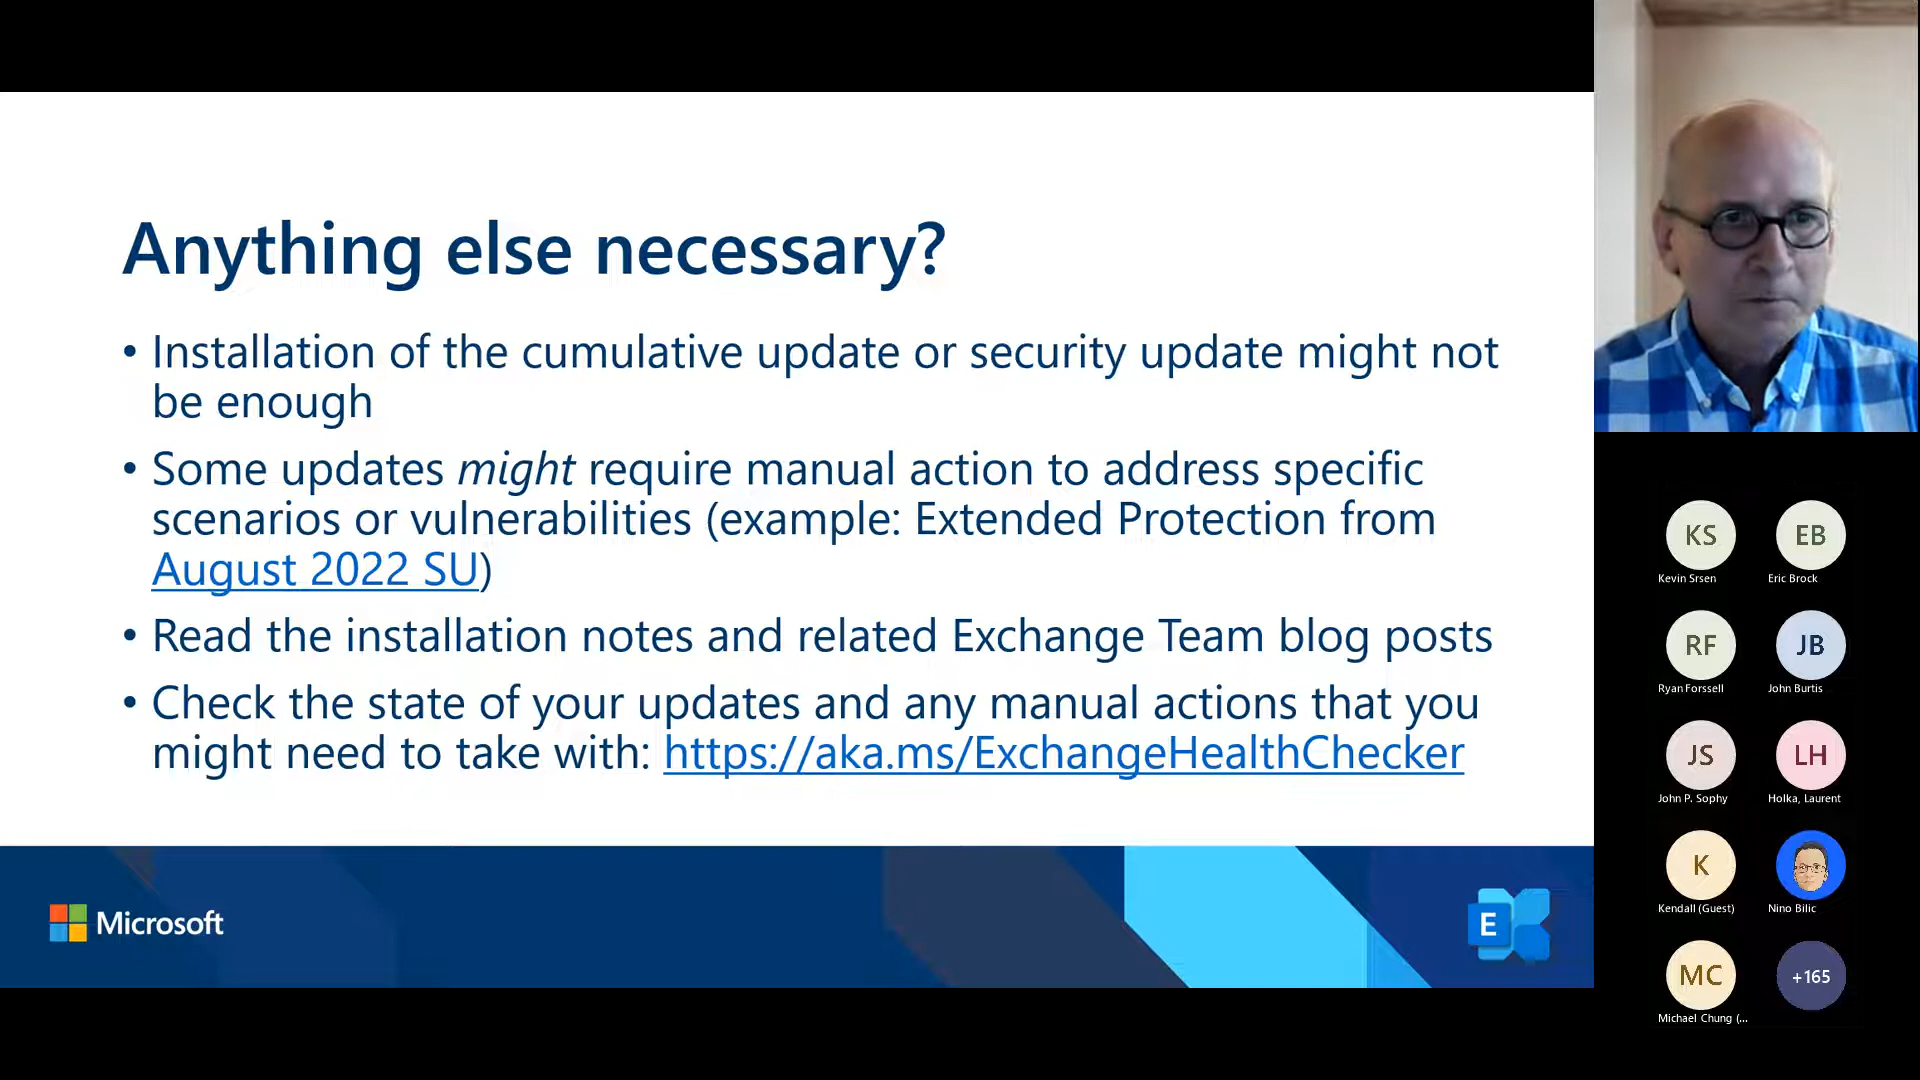 Anything else necessary?
• Installation of the cumulative update or security update might not
be enough
• Some updates might require manual action to address specific
scenarios or vulnerabilities (example: Extended Protection from
August 2022 SU)
• Read the installation notes and related Exchange Team blog posts
• Check the state of your updates and any manual actions that you
might need to take with: https://aka.ms/ExchangeHealthChecker
Microsoft
E
KS
Kevin Srsen
EB
Eric Brock
RF
Ryan Forssell
JB
John Burtis
JS
John P. Sophy
LH
Holka, Laurent
K
Kendall (Guest)
Nino Bilic
MC
Michael Chung (...
+165